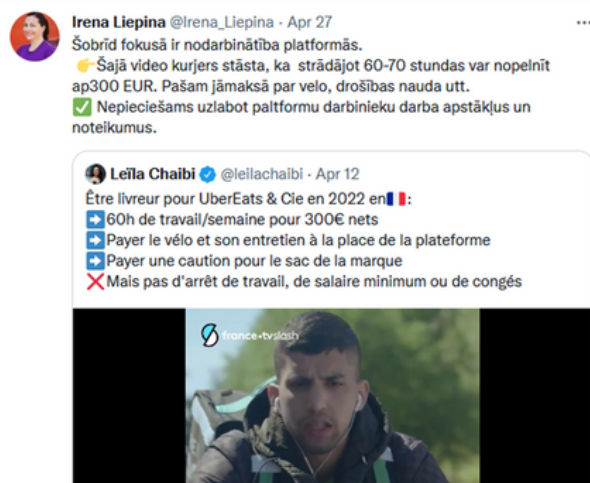 Irena Liepina @Irena_Liepina · Apr 27
Šobrīd fokusā ir nodarbinātība platformās.
👉Šajā video kurjers stāsta, ka strādājot 60-70 stundas var nopelnīt
ap300 EUR. Pašam jāmaksā par velo, drošības nauda utt.
✅ Nepieciešams uzlabot paltformu darbinieku darba apstākļus un
noteikumus.
Leïla Chaibi @leilachaibi · Apr 12
Être livreur pour UberEats & Cie en 2022 en🇫🇷:
➡️60h de travail/semaine pour 300€ nets
➡️Payer le vélo et son entretien à la place de la plateforme
➡️Payer une caution pour le sac de la marque
❌Mais pas d'arrêt de travail, de salaire minimum ou de congés
france•tvslash